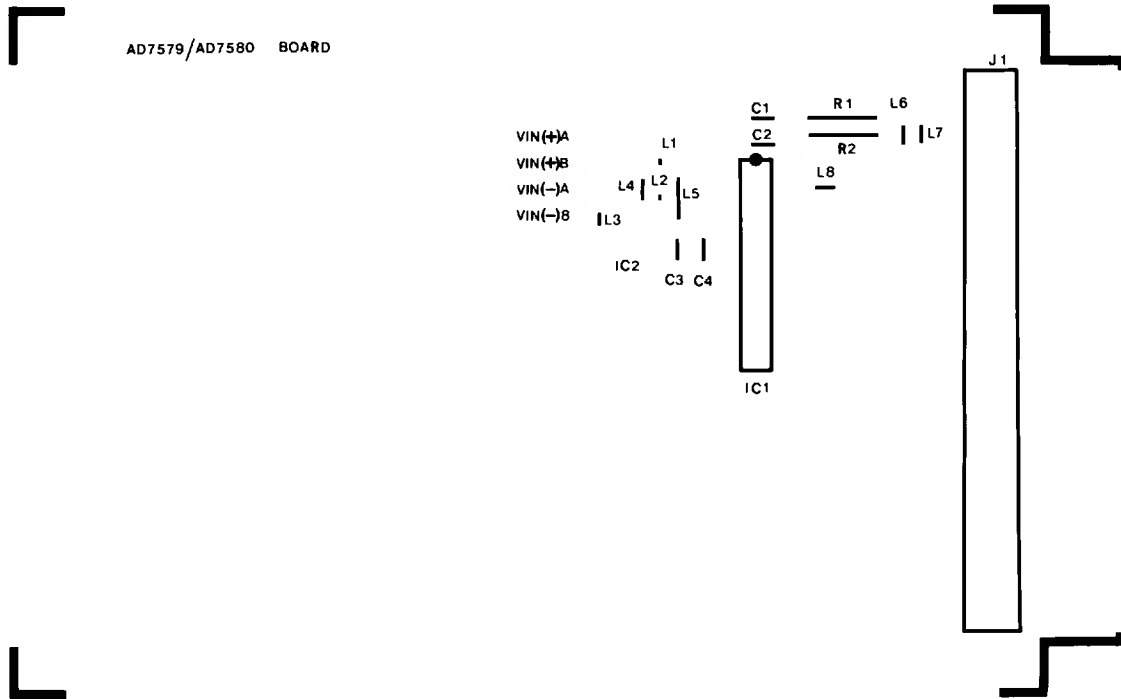 AD7579/AD7580 BOARD
J1
C1 R1 L6
VIN(+)A
C2 L7
L1
R2
VIN(+)B
L8
VIN(-)A
L4 L2 L5
VIN(-)B
L3
IC2
C3 C4
IC1